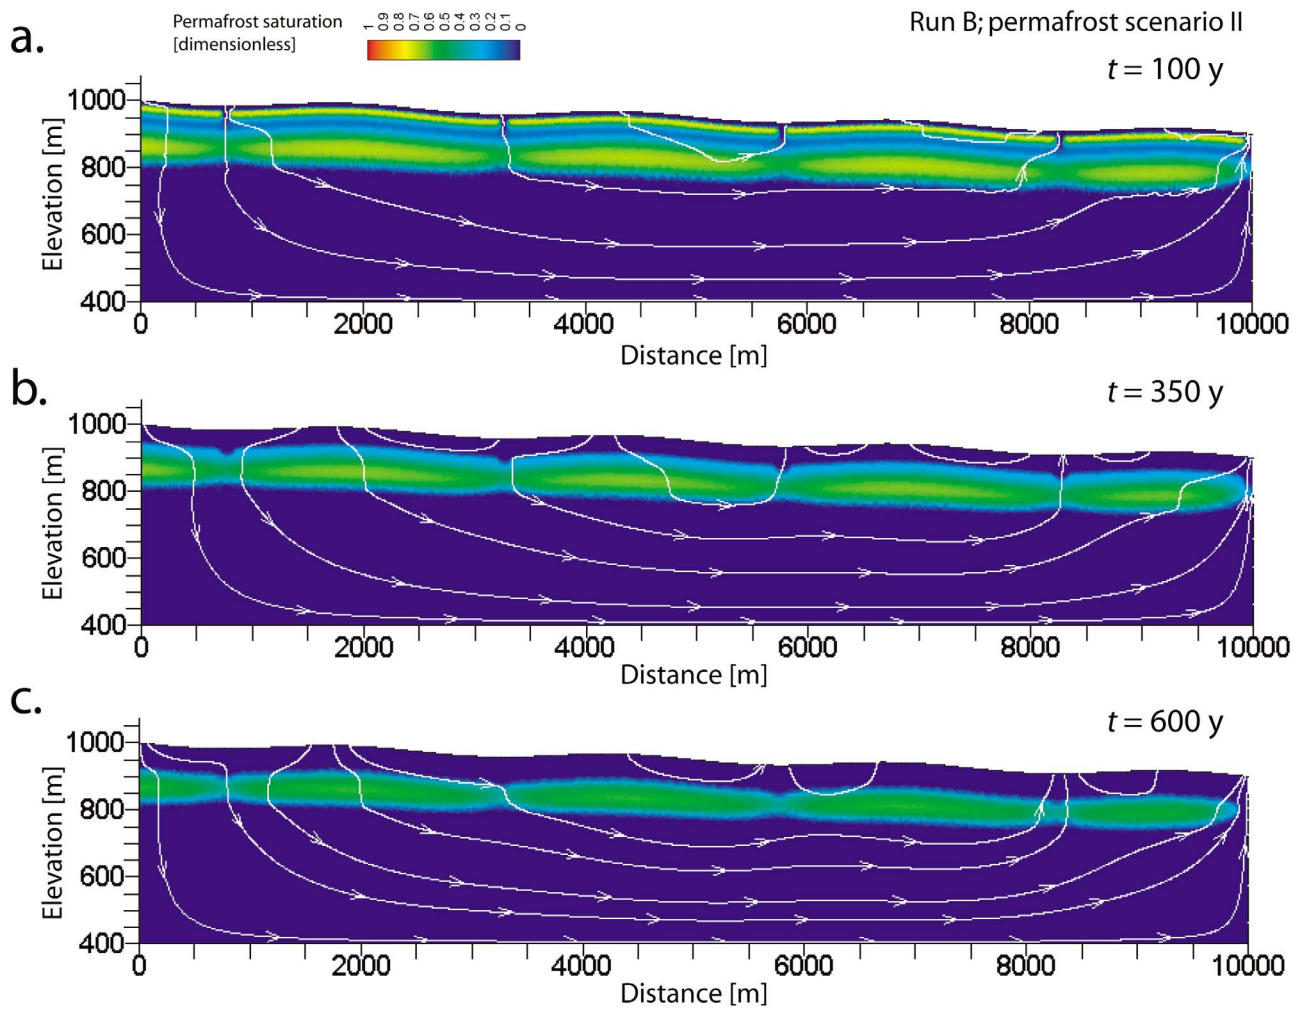 a.
Permafrost saturation
[dimensionless]
1 0.9 0.8 0.7 0.6 0.5 0.4 0.3 0.2 0.1 0
Run B; permafrost scenario II
t = 100 y
Elevation [m]
1000
800
600
400
0 2000 4000 6000 8000 10000
Distance [m]
b.
t = 350 y
Elevation [m]
1000
800
600
400
0 2000 4000 6000 8000 10000
Distance [m]
c.
t = 600 y
Elevation [m]
1000
800
600
400
0 2000 4000 6000 8000 10000
Distance [m]